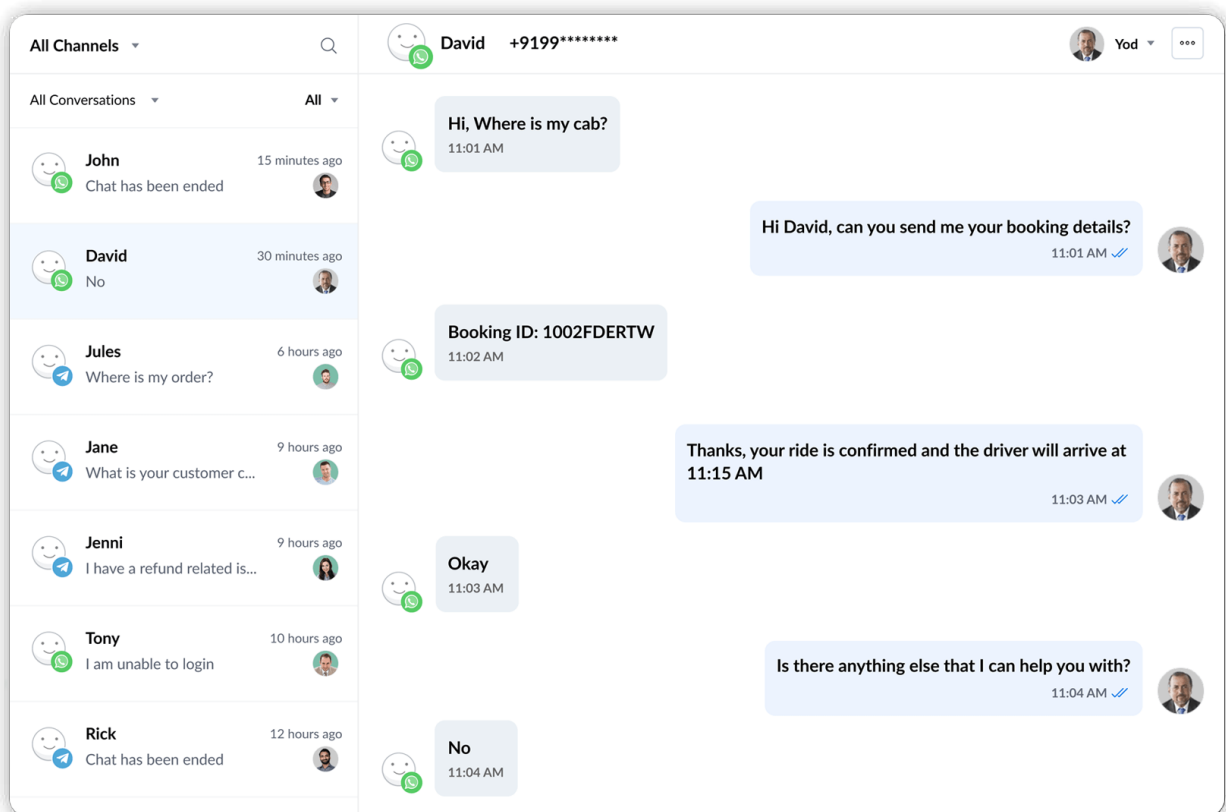 All Channels
All Conversations
All
John
15 minutes ago
Chat has been ended
David
30 minutes ago
No
Jules
6 hours ago
Where is my order?
Jane
9 hours ago
What is your customer c...
Jenni
9 hours ago
I have a refund related is...
Tony
10 hours ago
I am unable to login
Rick
12 hours ago
Chat has been ended
David
+9199********
Yod
Hi, Where is my cab?
11:01 AM
Hi David, can you send me your booking details?
11:01 AM
Booking ID: 1002FDERTW
11:02 AM
Thanks, your ride is confirmed and the driver will arrive at
11:15 AM
11:03 AM
Okay
11:03 AM
Is there anything else that I can help you with?
11:04 AM
No
11:04 AM